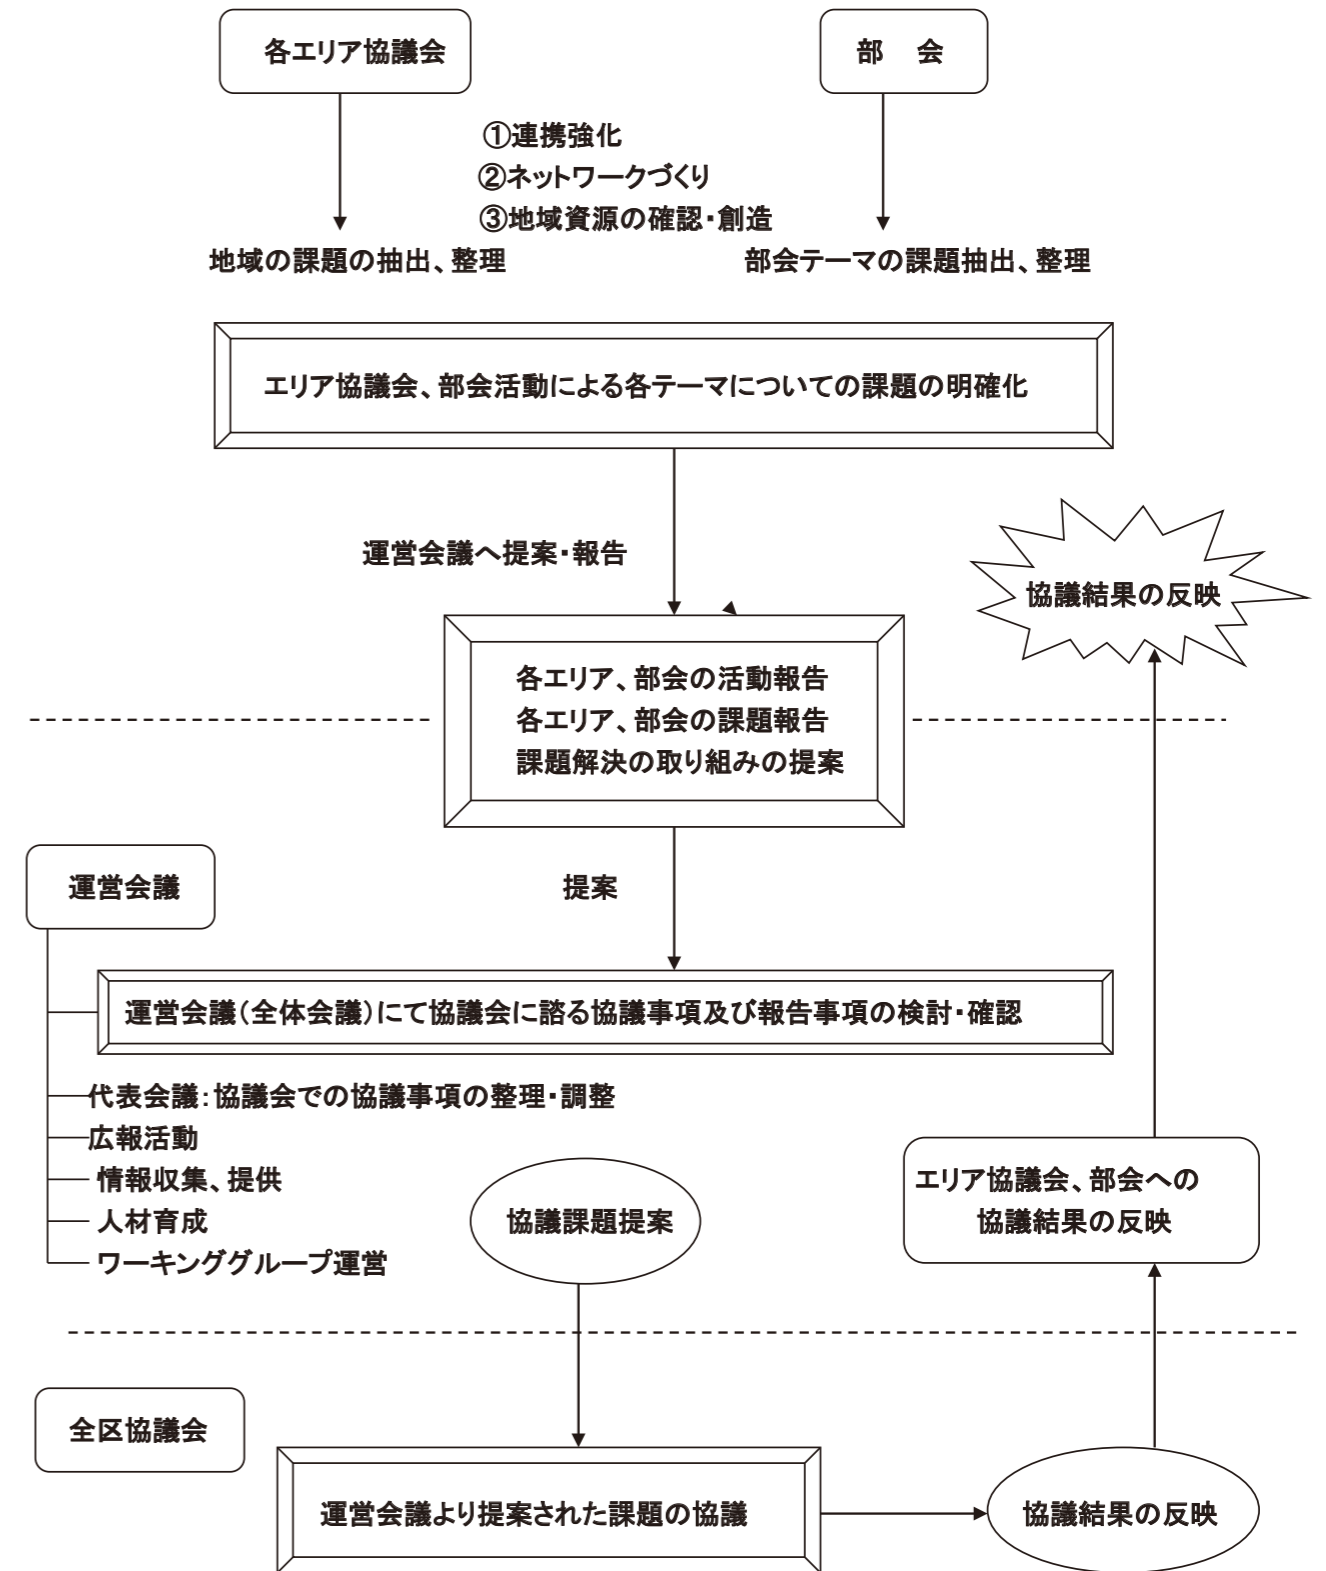 各エリア協議会
部　会
①連携強化
②ネットワークづくり
③地域資源の確認・創造
地域の課題の抽出、整理
部会テーマの課題抽出、整理
エリア協議会、部会活動による各テーマについての課題の明確化
運営会議へ提案・報告
協議結果の反映
各エリア、部会の活動報告
各エリア、部会の課題報告
課題解決の取り組みの提案
運営会議
提案
運営会議（全体会議）にて協議会に諮る協議事項及び報告事項の検討・確認
代表会議：協議会での協議事項の整理・調整
広報活動
情報収集、提供
人材育成
ワーキンググループ運営
協議課題提案
エリア協議会、部会への
協議結果の反映
全区協議会
運営会議より提案された課題の協議
協議結果の反映